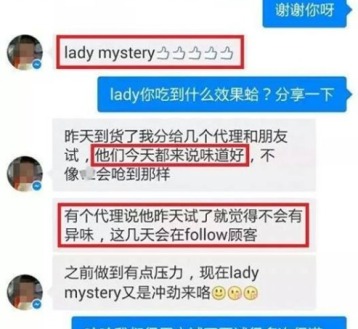 谢谢你呀
lady mystery👍👍👍👍👍
lady你吃到什么效果蛤？分享一下
昨天到货了我分给几个代理和朋友
试，他们今天都来说味道好，不
像 会呛到那样
有个代理说他昨天试了就觉得不会有
异味，这几天会在follow顾客
之前做到有点压力，现在lady
mystery又是冲劲来咯😊😘😘